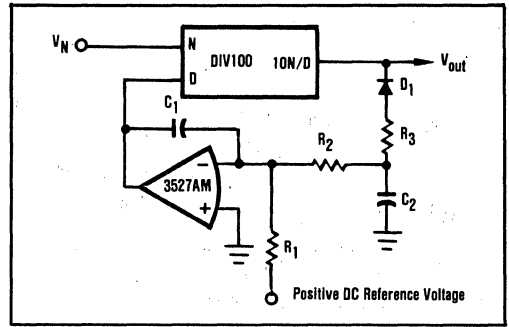 V_N
N
DIV100
10N/D
D
V_out
D_1
C_1
R_3
R_2
3527AM
−
+
C_2
R_1
Positive DC Reference Voltage